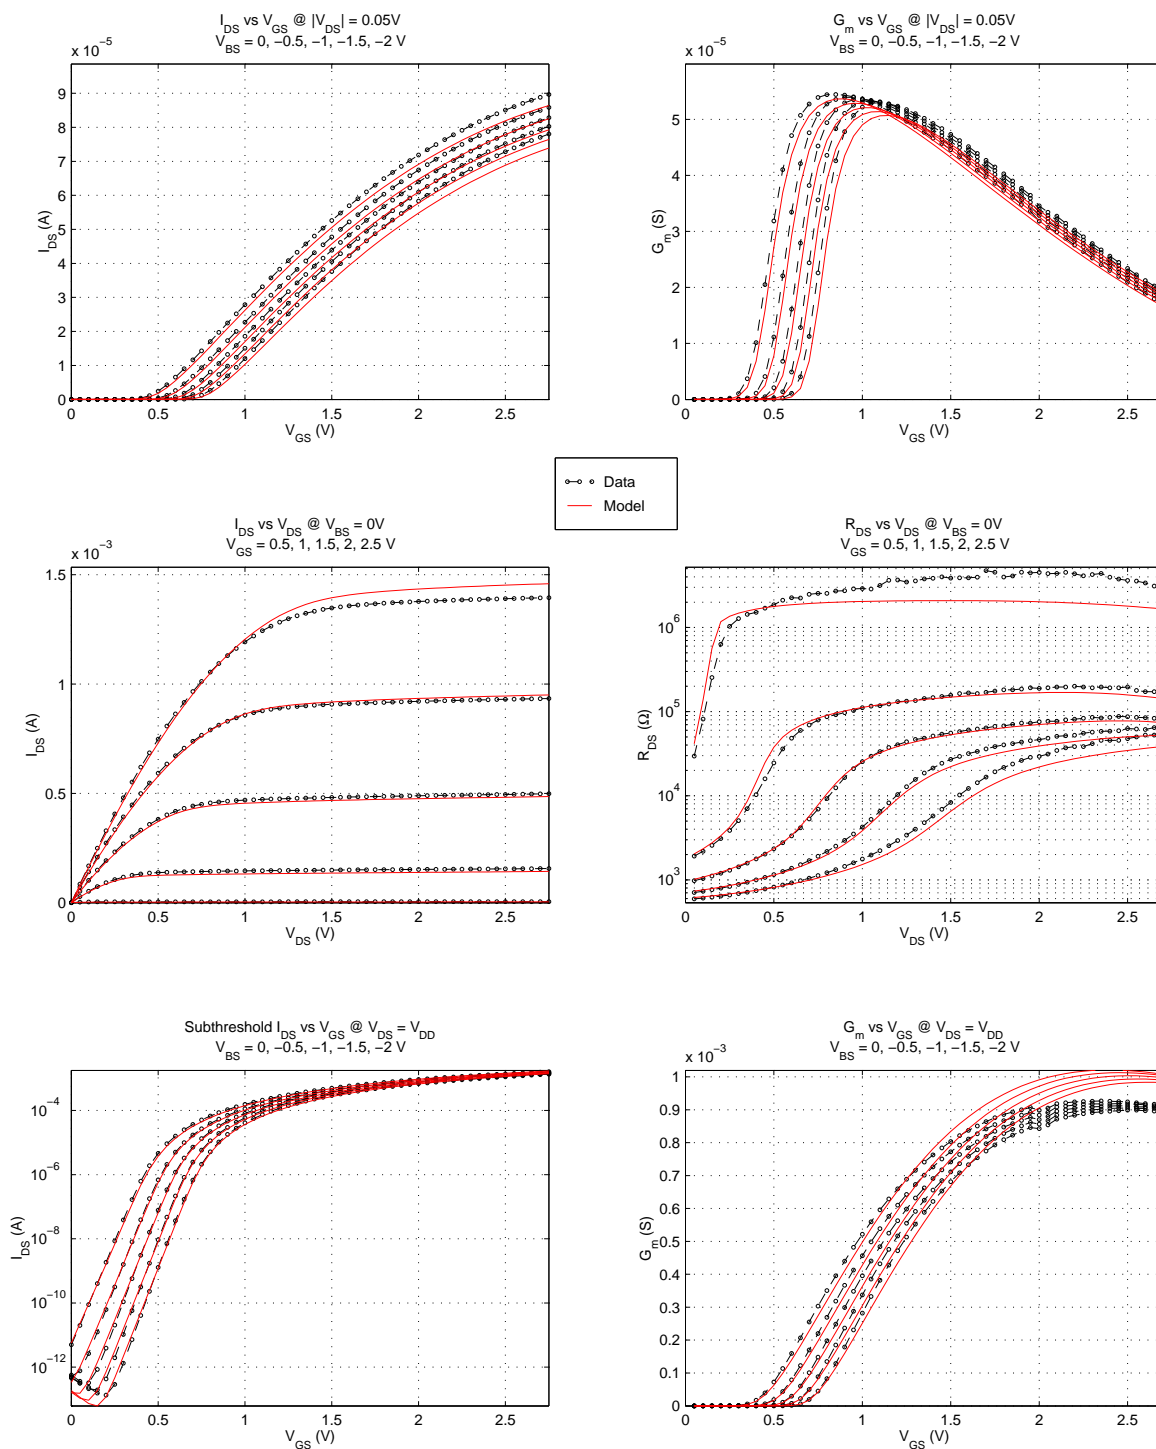 I_DS vs V_GS @ |V_DS| = 0.05V
V_BS = 0, −0.5, −1, −1.5, −2 V
x 10^−5
9
8
7
6
5
4
3
2
1
0
I_DS (A)
0 0.5 1 1.5 2 2.5
V_GS (V)
G_m vs V_GS @ |V_DS| = 0.05V
V_BS = 0, −0.5, −1, −1.5, −2 V
x 10^−5
5
4
3
2
1
0
G_m (S)
0 0.5 1 1.5 2 2.5
V_GS (V)
Data
Model
I_DS vs V_DS @ V_BS = 0V
V_GS = 0.5, 1, 1.5, 2, 2.5 V
x 10^−3
1.5
1
0.5
0
I_DS (A)
0 0.5 1 1.5 2 2.5
V_DS (V)
R_DS vs V_DS @ V_BS = 0V
V_GS = 0.5, 1, 1.5, 2, 2.5 V
10^6
10^5
10^4
10^3
R_DS (Ω)
0 0.5 1 1.5 2 2.5
V_DS (V)
Subthreshold I_DS vs V_GS @ V_DS = V_DD
V_BS = 0, −0.5, −1, −1.5, −2 V
10^−4
10^−6
10^−8
10^−10
10^−12
I_DS (A)
0 0.5 1 1.5 2 2.5
V_GS (V)
G_m vs V_GS @ V_DS = V_DD
V_BS = 0, −0.5, −1, −1.5, −2 V
x 10^−3
1
0.9
0.8
0.7
0.6
0.5
0.4
0.3
0.2
0.1
0
G_m (S)
0 0.5 1 1.5 2 2.5
V_GS (V)